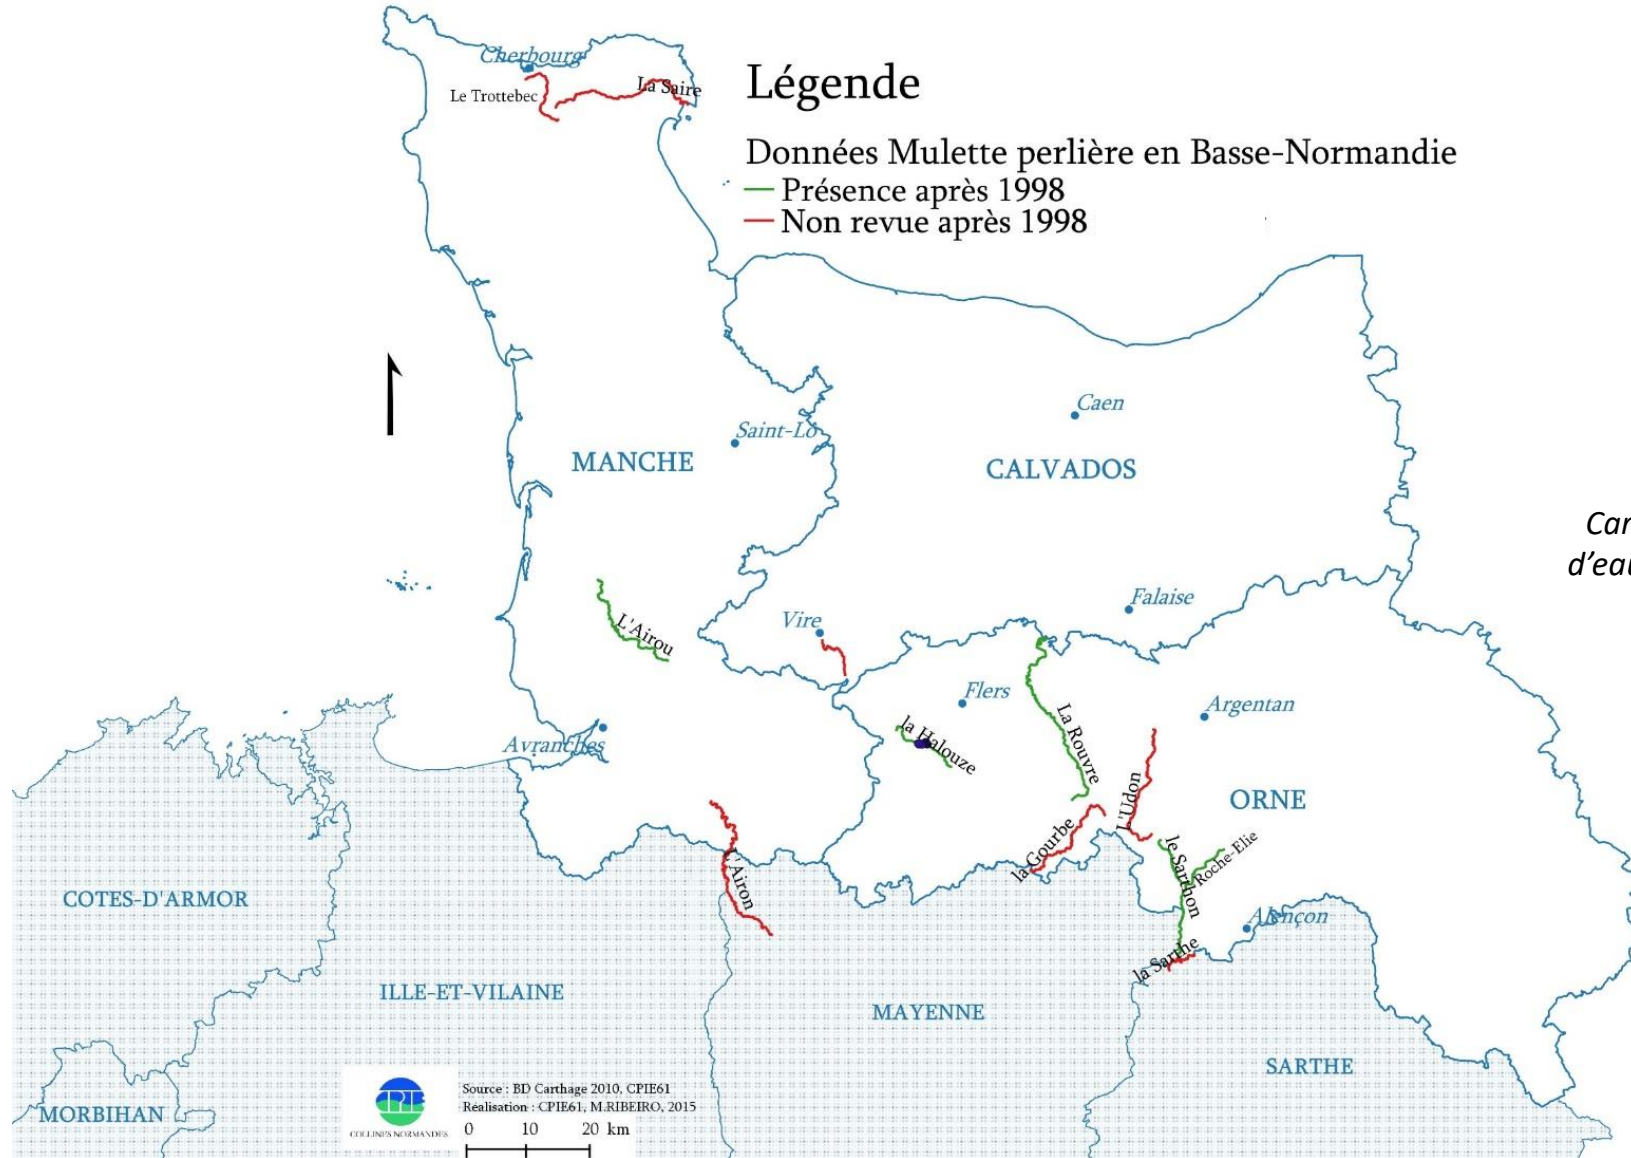 Cherbourg
Le Trottebec
La Saire
Légende
Données Mulette perlière en Basse-Normandie
Présence après 1998
Non revue après 1998
Caen
Saint-Lô
MANCHE
CALVADOS
Car
d'eau
Falaise
Vire
L'Airou
Flers
Argentan
la Halouze
La Rouvre
Avranches
L'Udon
ORNE
la Gourbe
le Sarthon
Roche-Elie
L'Airon
COTES-D'ARMOR
Alençon
la Sarthe
ILLE-ET-VILAINE
MAYENNE
SARTHE
MORBIHAN
CPIE
COLLINES NORMANDES
Source : BD Carthage 2010, CPIE61
Réalisation : CPIE61, M.RIBEIRO, 2015
0 10 20 km